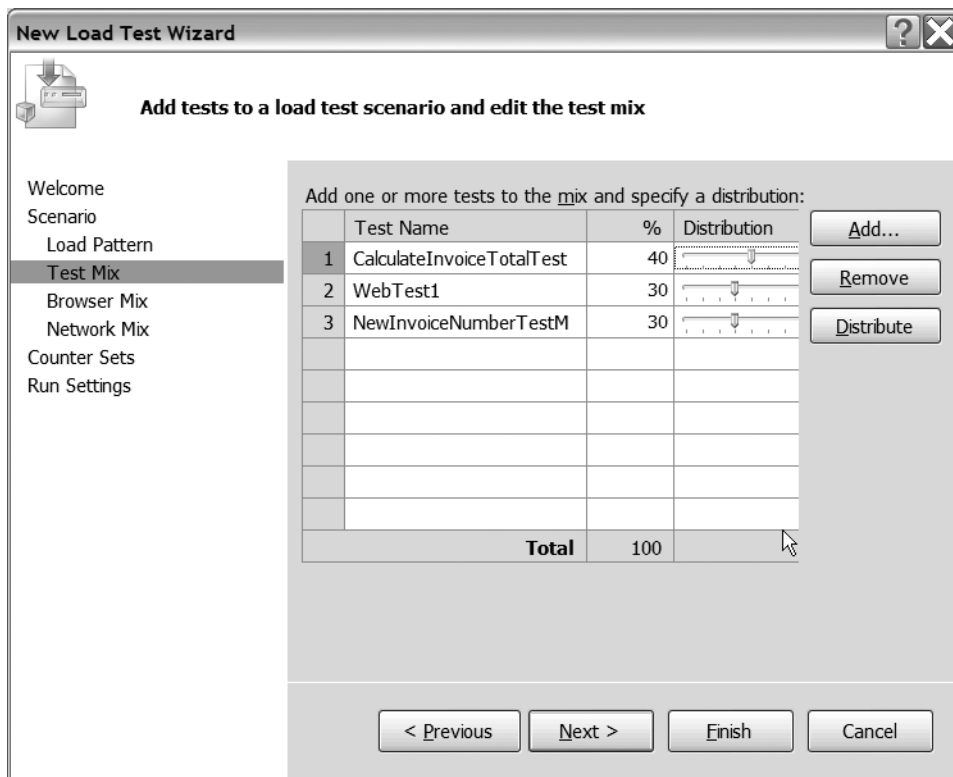 New Load Test Wizard
Add tests to a load test scenario and edit the test mix
Welcome
Scenario
Load Pattern
Test Mix
Browser Mix
Network Mix
Counter Sets
Run Settings
Add one or more tests to the mix and specify a distribution:
Test Name % Distribution
1 CalculateInvoiceTotalTest 40
2 WebTest1 30
3 NewInvoiceNumberTestM 30
Total 100
Add...
Remove
Distribute
< Previous Next > Finish Cancel